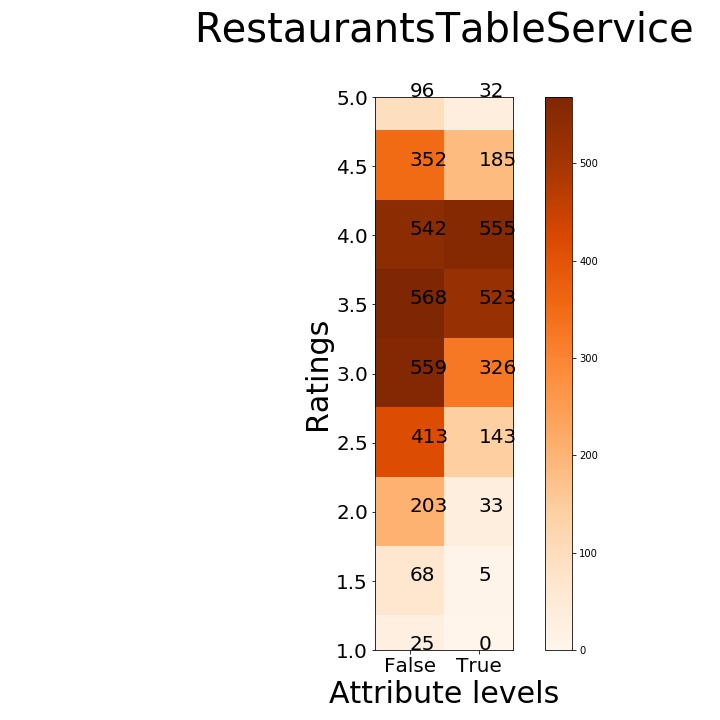 RestaurantsTableService
5.0 96 32
4.5 352 185 500
4.0 542 555 400
3.5 568 523
3.0 559 326 300
2.5 413 143 200
2.0 203 33
1.5 68 5 100
1.0 25 0 0
Ratings
False True
Attribute levels